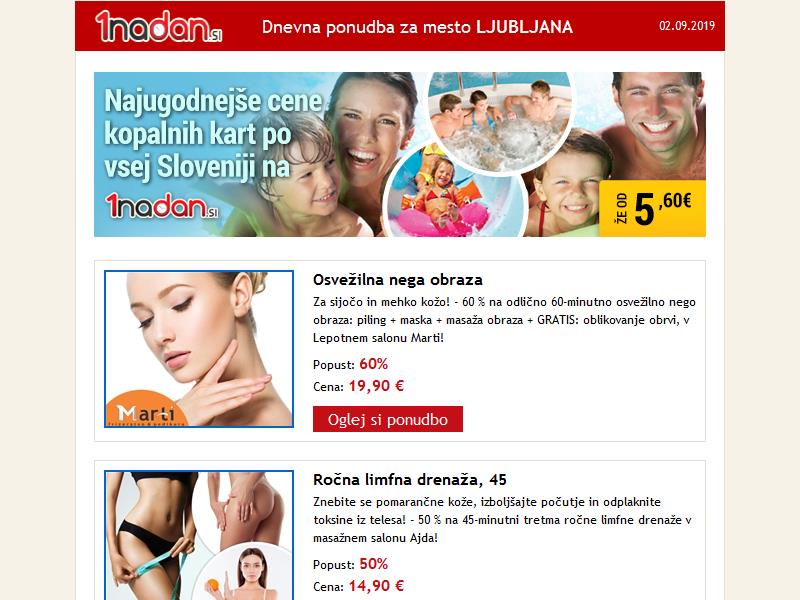 1nadan.SI
Dnevna ponudba za mesto LJUBLJANA
02.09.2019
Najugodnejše cene
kopalnih kart po
vsej Sloveniji na
1nadan.SI
ŽE OD 5,60€
Osvežilna nega obraza
Za sijočo in mehko kožo! - 60 % na odlično 60-minutno osvežilno nego
obraza: piling + maska + masaža obraza + GRATIS: oblikovanje obrvi, v
Lepotnem salonu Marti!
Popust: 60%
Cena: 19,90 €
Oglej si ponudbo
Marti
Frizerstvo & pedikura
Ročna limfna drenaža, 45
Znebite se pomarančne kože, izboljšajte počutje in odplaknite
toksine iz telesa! - 50 % na 45-minutni tretma ročne limfne drenaže v
masažnem salonu Ajda!
Popust: 50%
Cena: 14,90 €